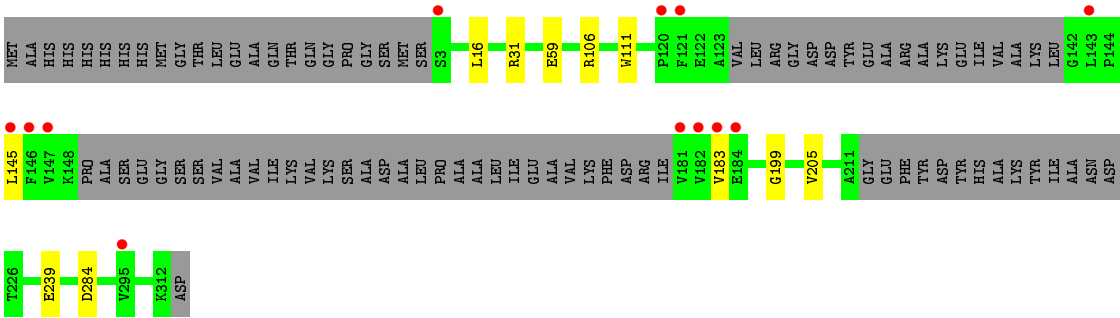 MET ALA HIS HIS HIS HIS HIS HIS MET GLY THR LEU GLU ALA GLN THR GLN GLY PRO GLY SER MET SER S3 L16 R31 E59 R106 W111 P120 F121 E122 A123 VAL LEU ARG GLY ASP ASP TYR GLU ALA ARG ALA LYS GLU ILE VAL ALA LYS LEU G142 L143 P144
L145 F146 V147 K148 PRO ALA SER GLU GLY SER SER VAL ALA VAL ILE LYS VAL LYS SER ALA ASP ALA LEU PRO ALA ALA LEU ILE GLU ALA VAL LYS PHE ASP ARG ILE V181 V182 V183 E184 G199 V205 A211 GLY GLU PHE TYR ASP TYR HIS ALA LYS TYR ILE ALA ASN ASP
T226 E239 D284 V295 K312 ASP